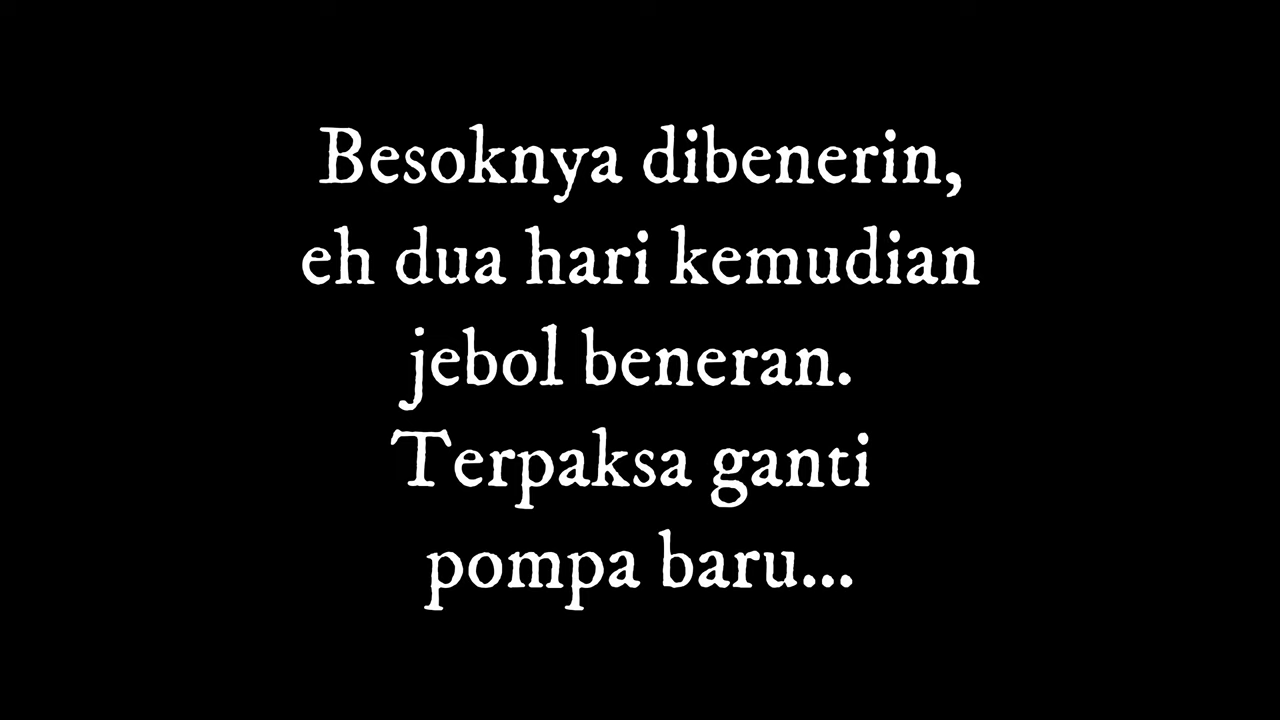 Besoknya dibenerin,
eh dua hari kemudian
jebol beneran.
Terpaksa ganti
pompa baru...